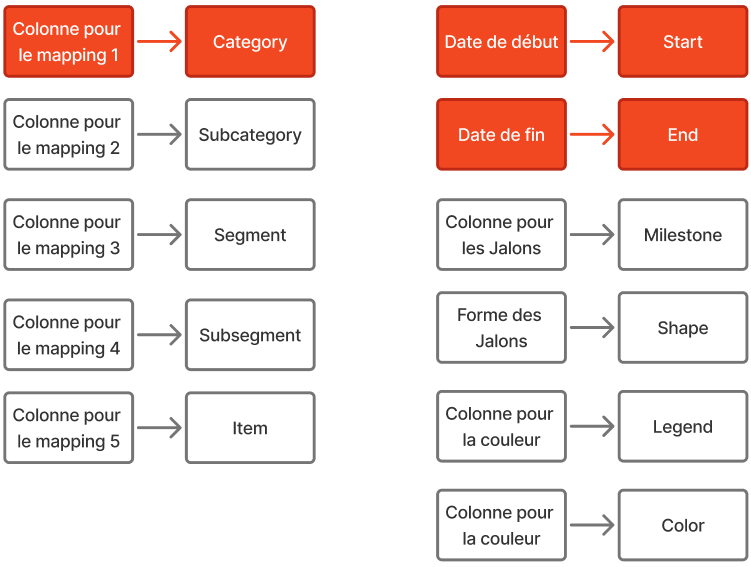 Colonne pour
le mapping 1
Category
Colonne pour
le mapping 2
Subcategory
Colonne pour
le mapping 3
Segment
Colonne pour
le mapping 4
Subsegment
Colonne pour
le mapping 5
Item
Date de début
Start
Date de fin
End
Colonne pour
les Jalons
Milestone
Forme des
Jalons
Shape
Colonne pour
la couleur
Legend
Colonne pour
la couleur
Color